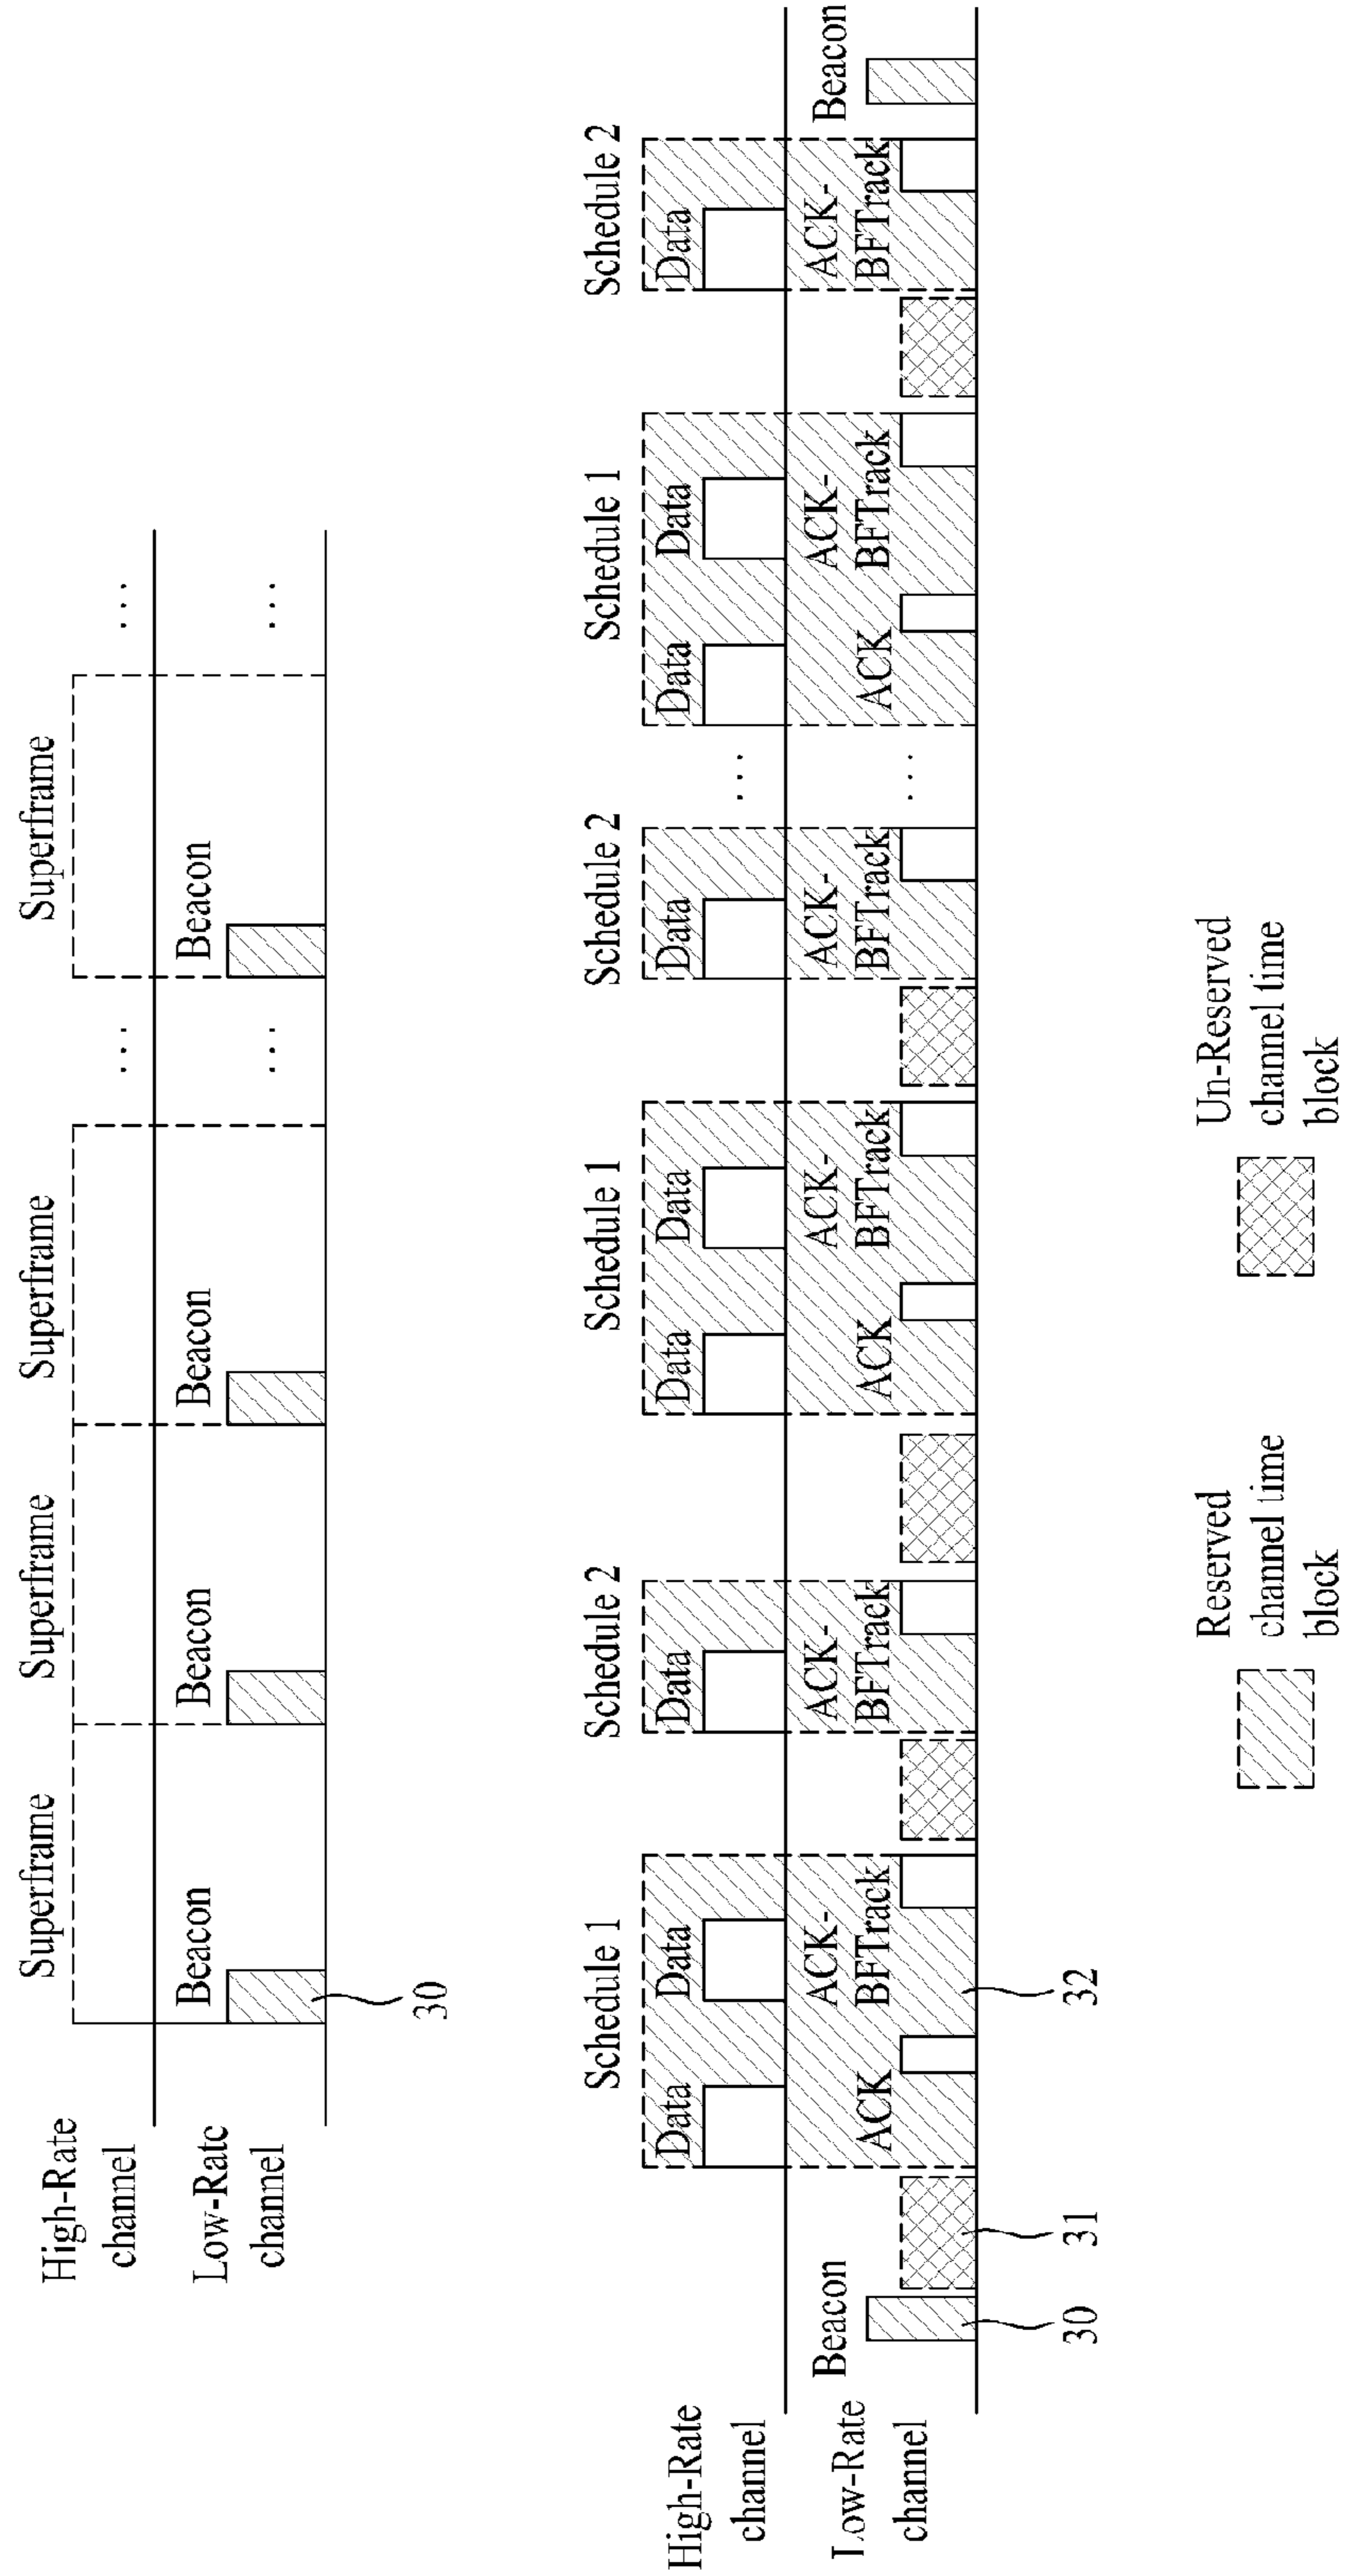 Superframe
Superframe
Superframe
Superframe
High-Rate
channel
...
...
Beacon
Beacon
Beacon
Beacon
Low-Rate
channel
...
...
30
Schedule 1
Schedule 2
Schedule 1
Schedule 2
Schedule 1
Schedule 2
High-Rate
channel
Data
Data
Data
Data
Data
Data
...
Data
Data
Data
Low-Rate
channel
Beacon
ACK
ACK-
BFTrack
ACK-
BFTrack
ACK
ACK-
BFTrack
ACK-
BFTrack
...
ACK
ACK-
BFTrack
ACK-
BFTrack
Beacon
30
31
32
Reserved
channel time
block
Un-Reserved
channel time
block